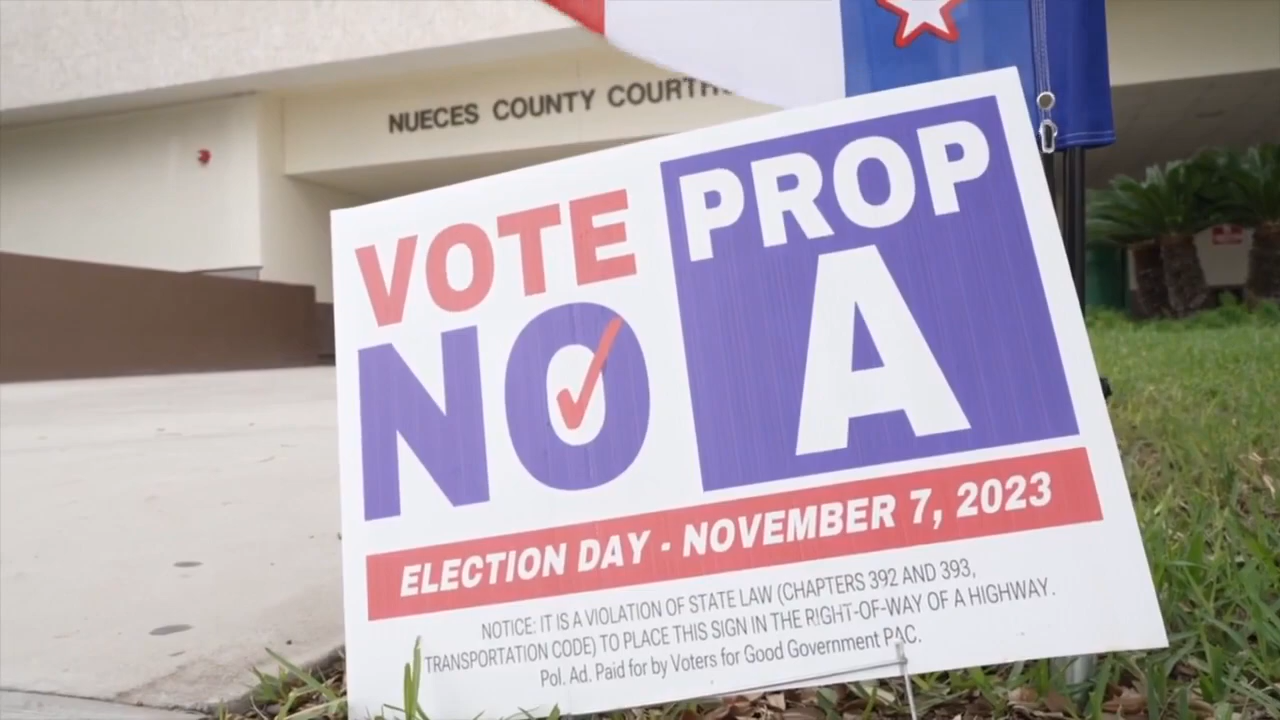 NUECES COUNTY
VOTE
NO
PROP
A
ELECTION DAY - NOVEMBER 7, 2023
NOTICE: IT IS A VIOLATION OF STATE LAW (CHAPTERS 392 AND 393,
TRANSPORTATION CODE) TO PLACE THIS SIGN IN THE RIGHT-OF-WAY OF A HIGHWAY.
Pol. Ad. Paid for by Voters for Good Government PAC.